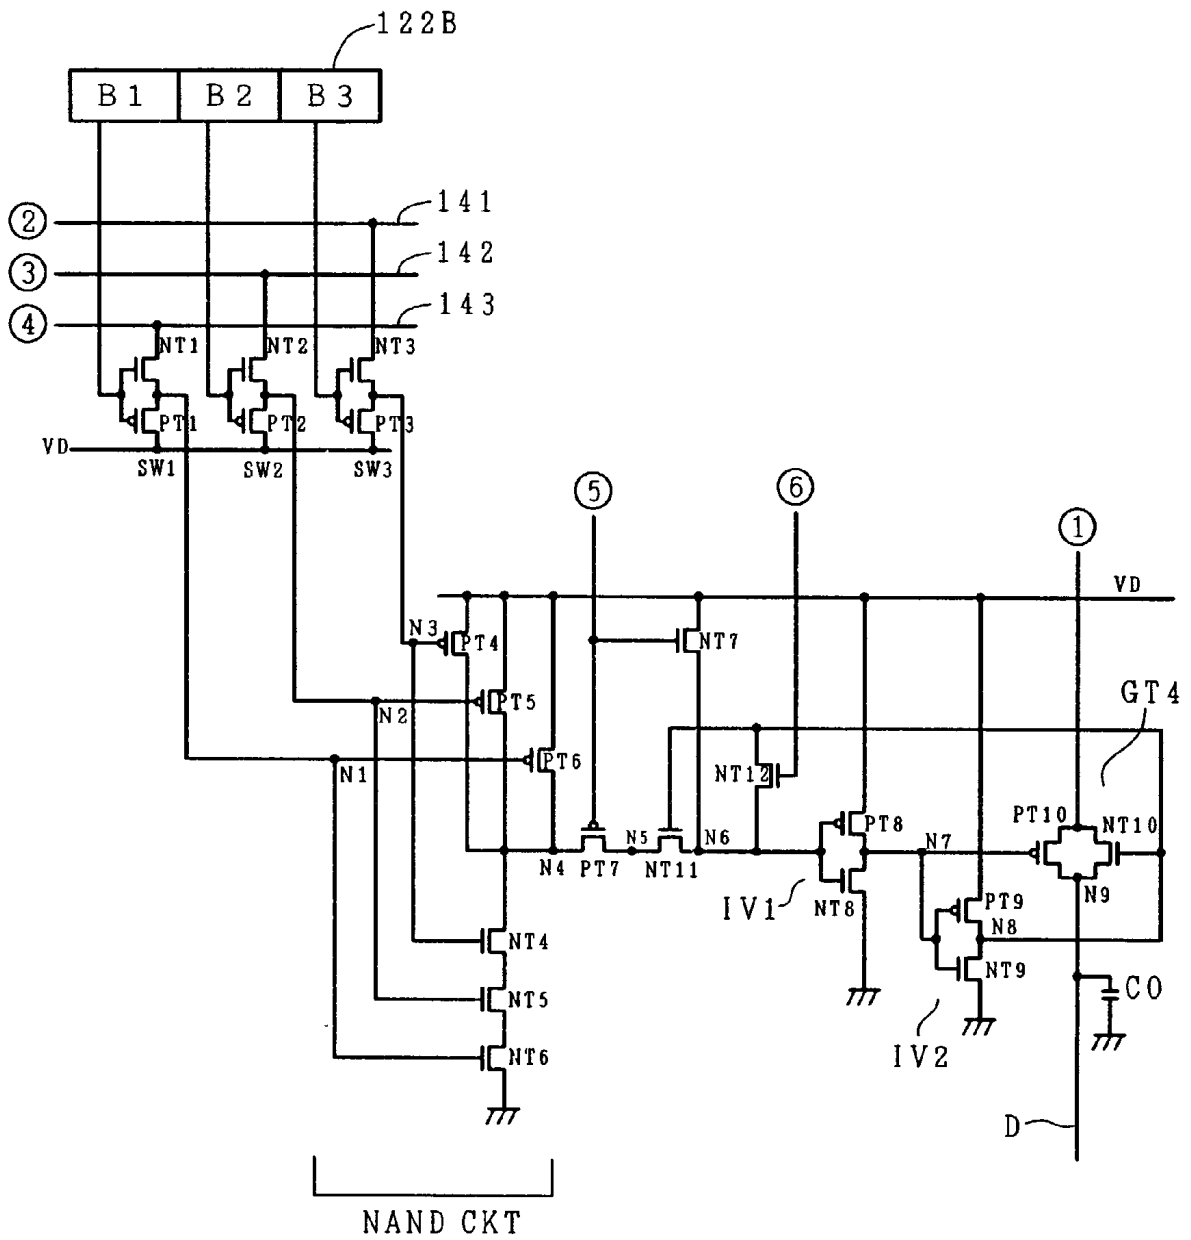 122B
B1 B2 B3
② 141
③ 142
④ 143
NT1 NT2 NT3
PT1 PT2 PT3
VD
SW1 SW2 SW3
⑤ ⑥ ①
VD
N3 PT4 NT7
N2 PT5 GT4
N1 PT6 NT12
PT10 NT10
PT8
N4 PT7 N5 NT11 N6 N7
N9
IV1 NT8 PT9
N8
NT4 NT9
NT5 C0
NT6 IV2
D
NAND CKT